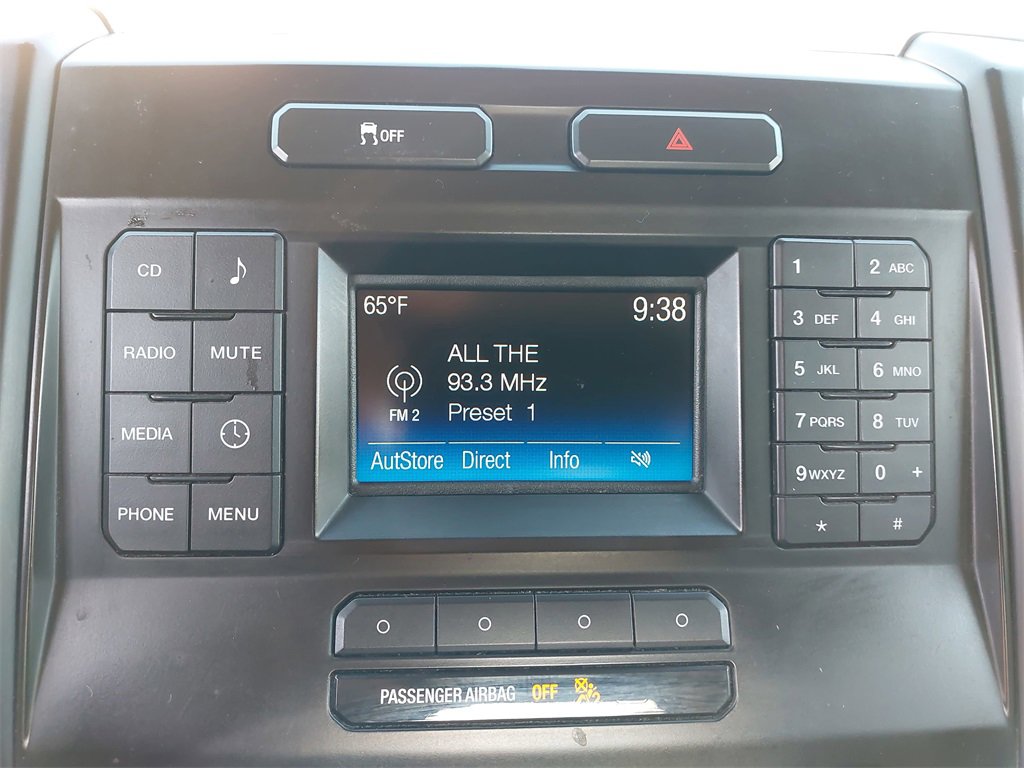 OFF
CD
RADIO MUTE
MEDIA
PHONE MENU
65°F 9:38
ALL THE
93.3 MHz
FM 2
Preset 1
AutStore Direct Info
1 2 ABC
3 DEF 4 GHI
5 JKL 6 MNO
7 PQRS 8 TUV
9 WXYZ 0 +
* #
PASSENGER AIRBAG OFF